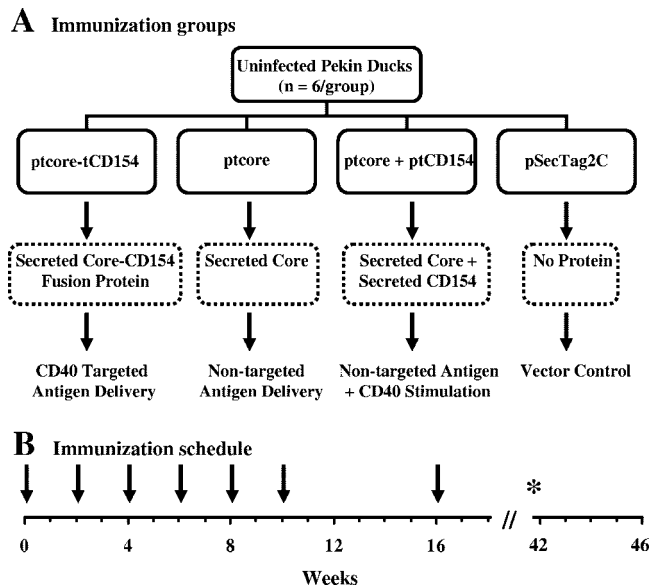 A Immunization groups
Uninfected Pekin Ducks
(n = 6/group)
ptcore-tCD154
ptcore
ptcore + ptCD154
pSecTag2C
Secreted Core-CD154
Fusion Protein
Secreted Core
Secreted Core +
Secreted CD154
No Protein
CD40 Targeted
Antigen Delivery
Non-targeted
Antigen Delivery
Non-targeted Antigen
+ CD40 Stimulation
Vector Control
B Immunization schedule
*
//
0 4 8 12 16 42 46
Weeks